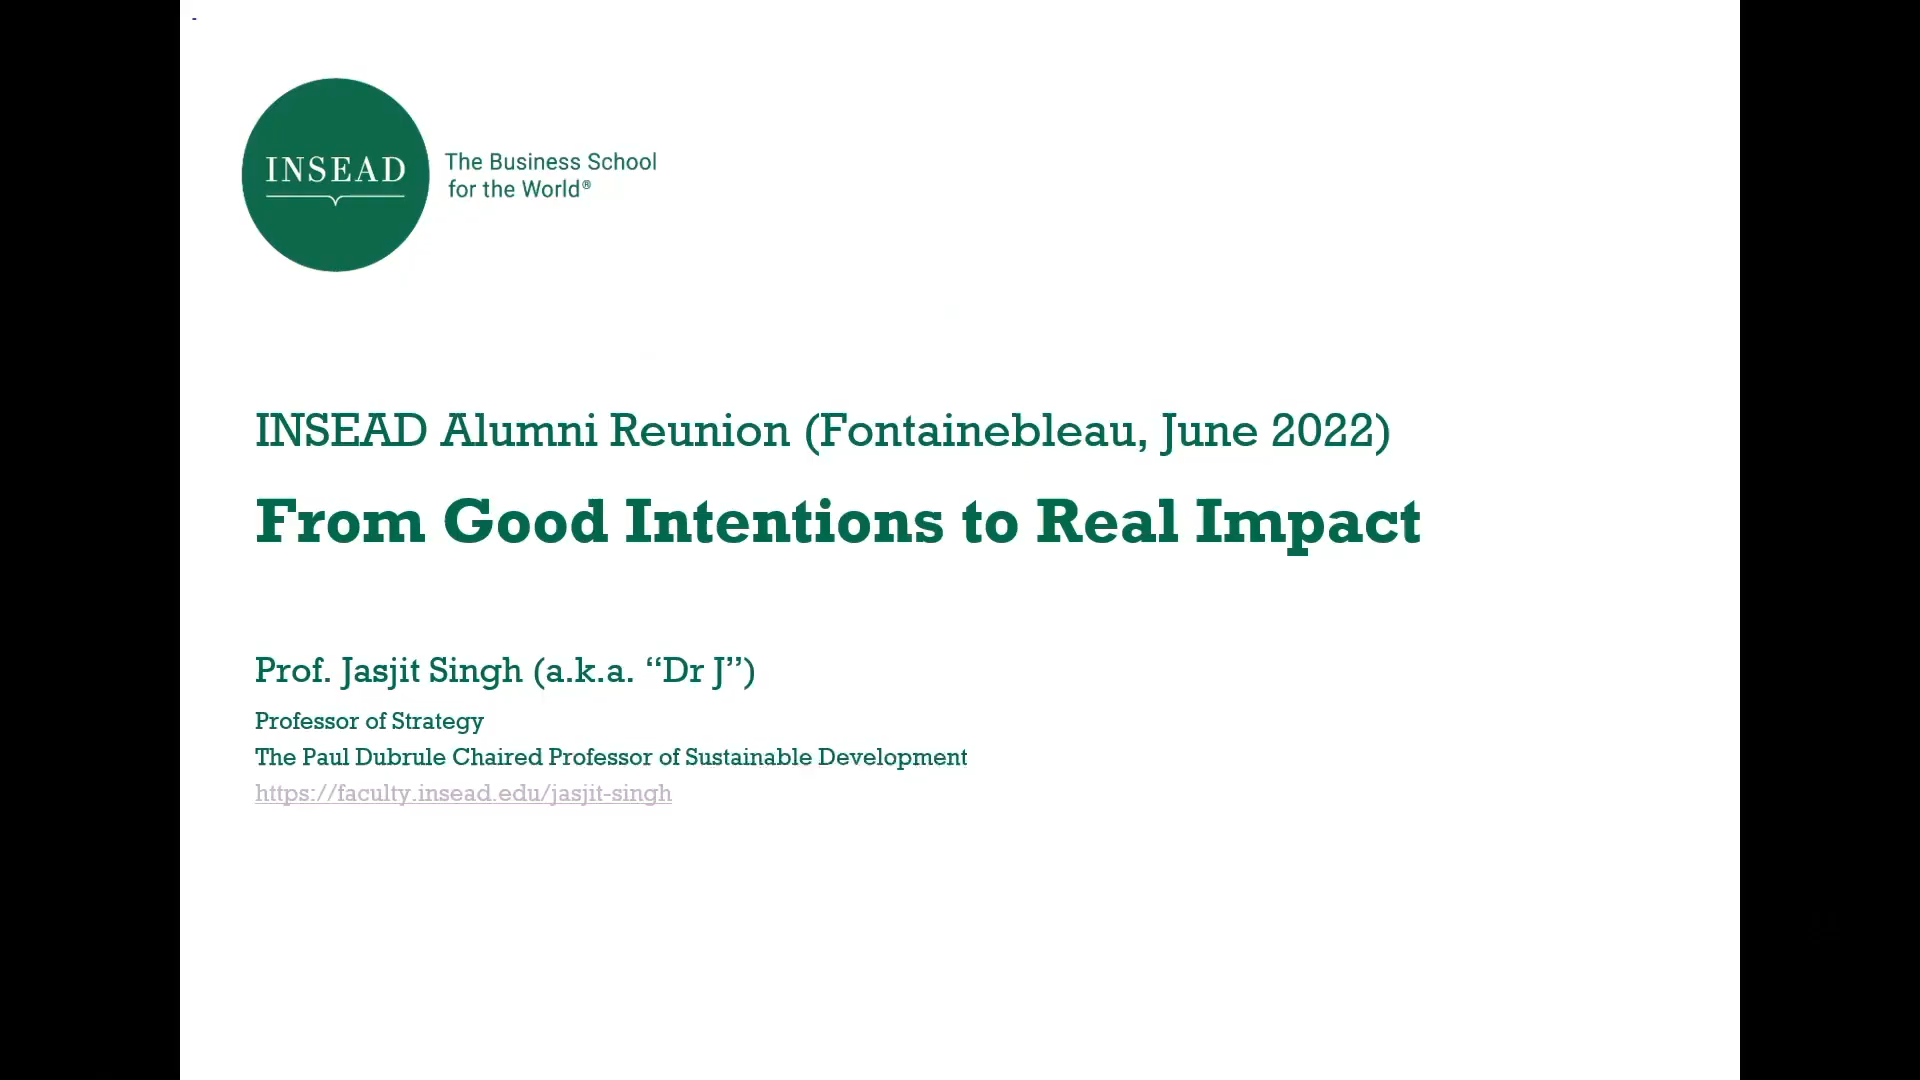 INSEAD
The Business School
for the World®
INSEAD Alumni Reunion (Fontainebleau, June 2022)
From Good Intentions to Real Impact
Prof. Jasjit Singh (a.k.a. “Dr J”)
Professor of Strategy
The Paul Dubrule Chaired Professor of Sustainable Development
https://faculty.insead.edu/jasjit-singh